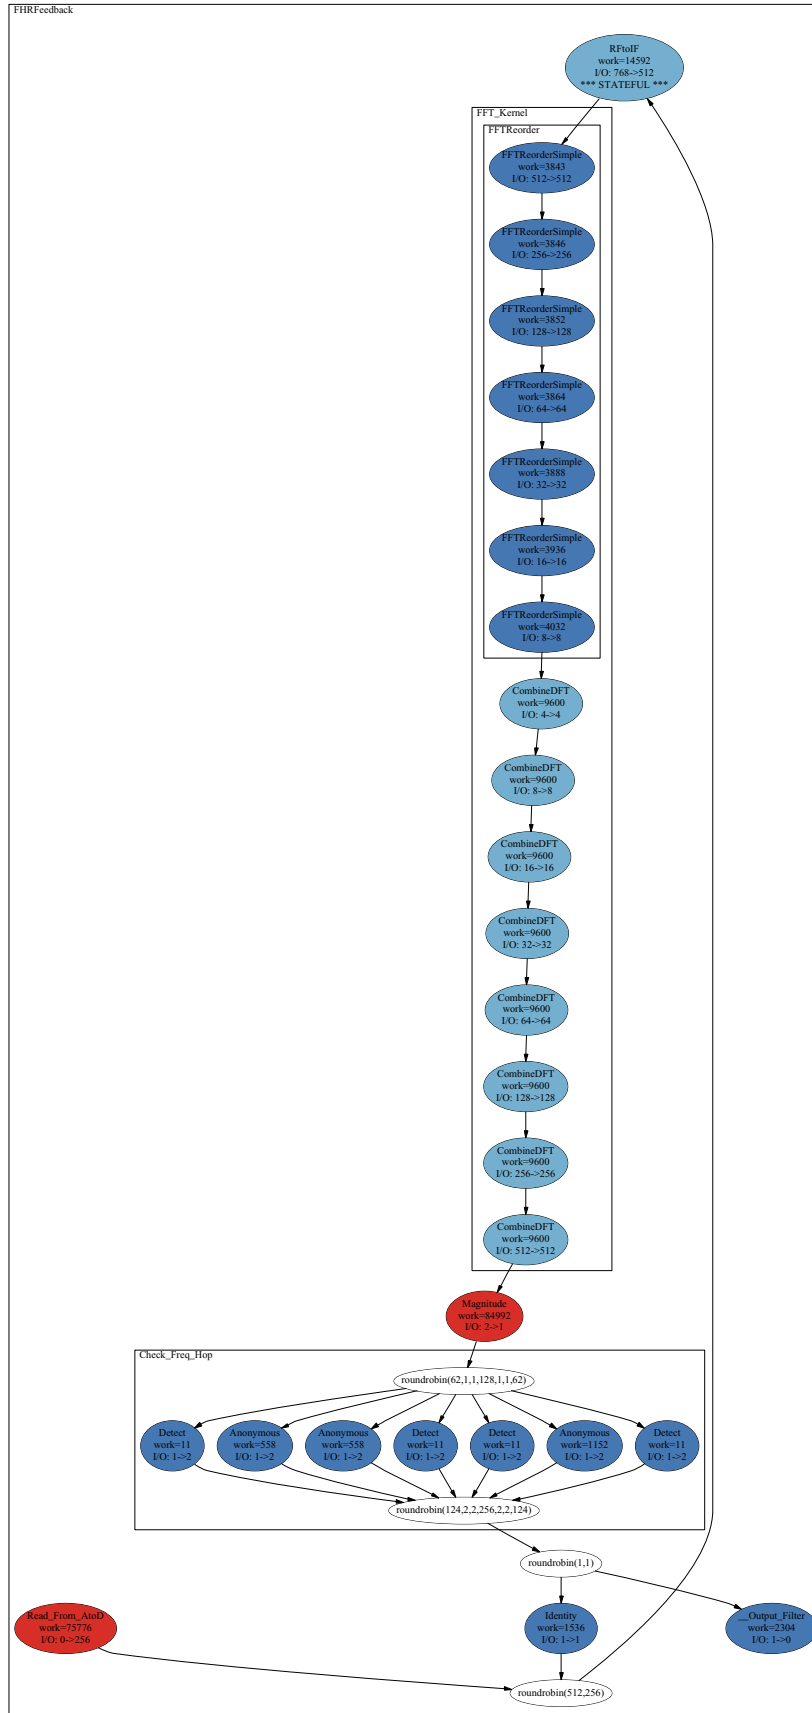 FHRFeedback
RFtoIF
work=14592
I/O: 768->512
*** STATEFUL ***
FFT_Kernel
FFTReorder
FFTReorderSimple
work=3843
I/O: 512->512
FFTReorderSimple
work=3846
I/O: 256->256
FFTReorderSimple
work=3852
I/O: 128->128
FFTReorderSimple
work=3864
I/O: 64->64
FFTReorderSimple
work=3888
I/O: 32->32
FFTReorderSimple
work=3936
I/O: 16->16
FFTReorderSimple
work=4032
I/O: 8->8
CombineDFT
work=9600
I/O: 4->4
CombineDFT
work=9600
I/O: 8->8
CombineDFT
work=9600
I/O: 16->16
CombineDFT
work=9600
I/O: 32->32
CombineDFT
work=9600
I/O: 64->64
CombineDFT
work=9600
I/O: 128->128
CombineDFT
work=9600
I/O: 256->256
CombineDFT
work=9600
I/O: 512->512
Magnitude
work=84992
I/O: 2->1
Check_Freq_Hop
roundrobin(62,1,1,128,1,1,62)
Detect
work=11
I/O: 1->2
Anonymous
work=558
I/O: 1->2
Anonymous
work=558
I/O: 1->2
Detect
work=11
I/O: 1->2
Detect
work=11
I/O: 1->2
Anonymous
work=1152
I/O: 1->2
Detect
work=11
I/O: 1->2
roundrobin(124,2,2,256,2,2,124)
roundrobin(1,1)
Read_From_AtoD
work=75776
I/O: 0->256
Identity
work=1536
I/O: 1->1
__Output_Filter
work=2304
I/O: 1->0
roundrobin(512,256)